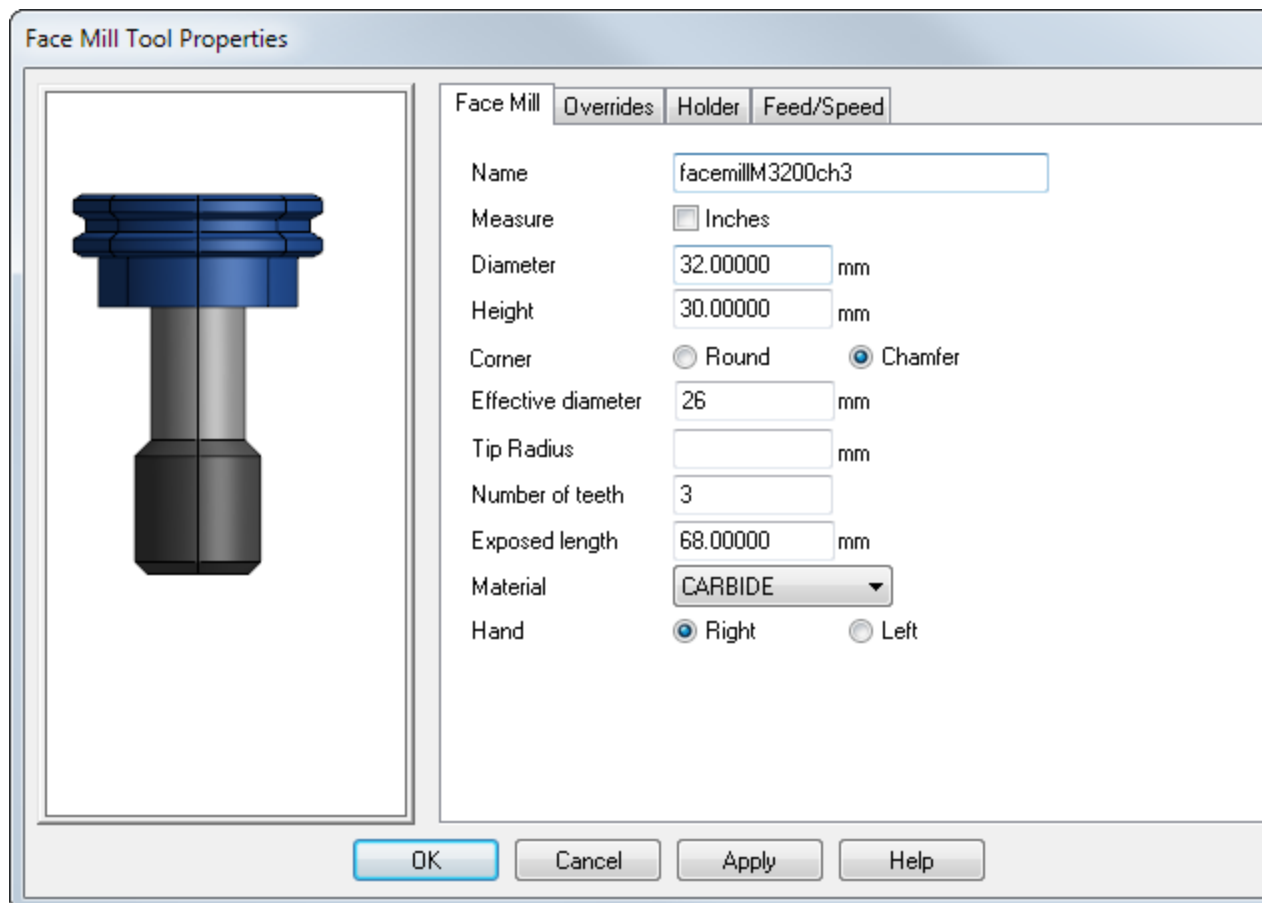 Face Mill Tool Properties
Face Mill Overrides Holder Feed/Speed
Name facemillM3200ch3
Measure Inches
Diameter 32.00000 mm
Height 30.00000 mm
Corner Round Chamfer
Effective diameter 26 mm
Tip Radius mm
Number of teeth 3
Exposed length 68.00000 mm
Material CARBIDE
Hand Right Left
OK Cancel Apply Help